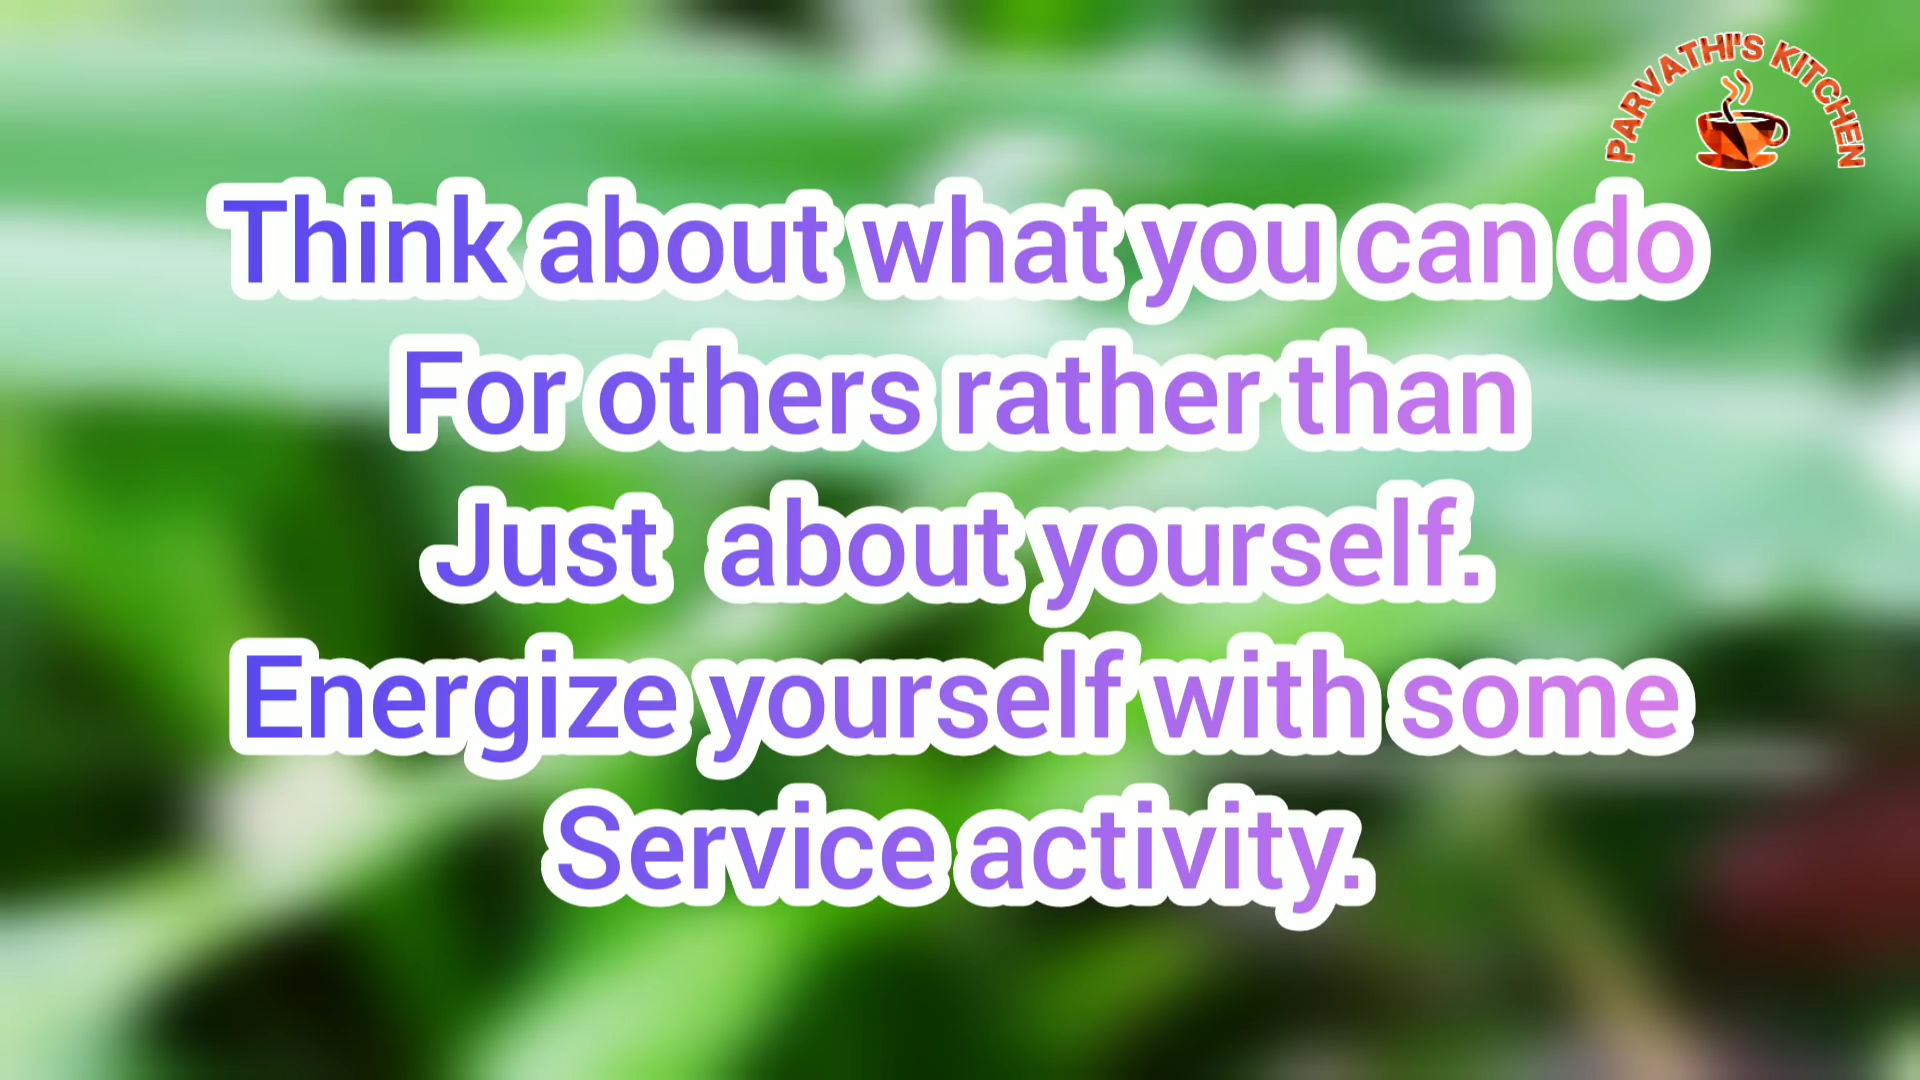 PARVATHI'S KITCHEN
Think about what you can do
For others rather than
Just  about yourself.
Energize yourself with some
Service activity.